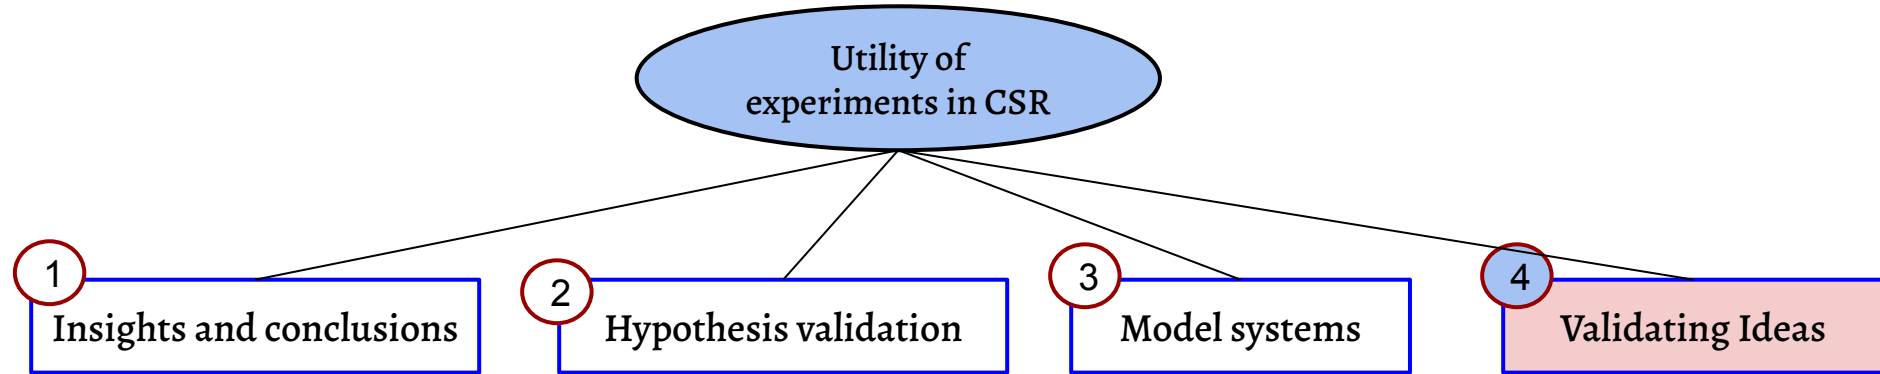 Utility of
experiments in CSR
1
Insights and conclusions
2
Hypothesis validation
3
Model systems
4
Validating Ideas